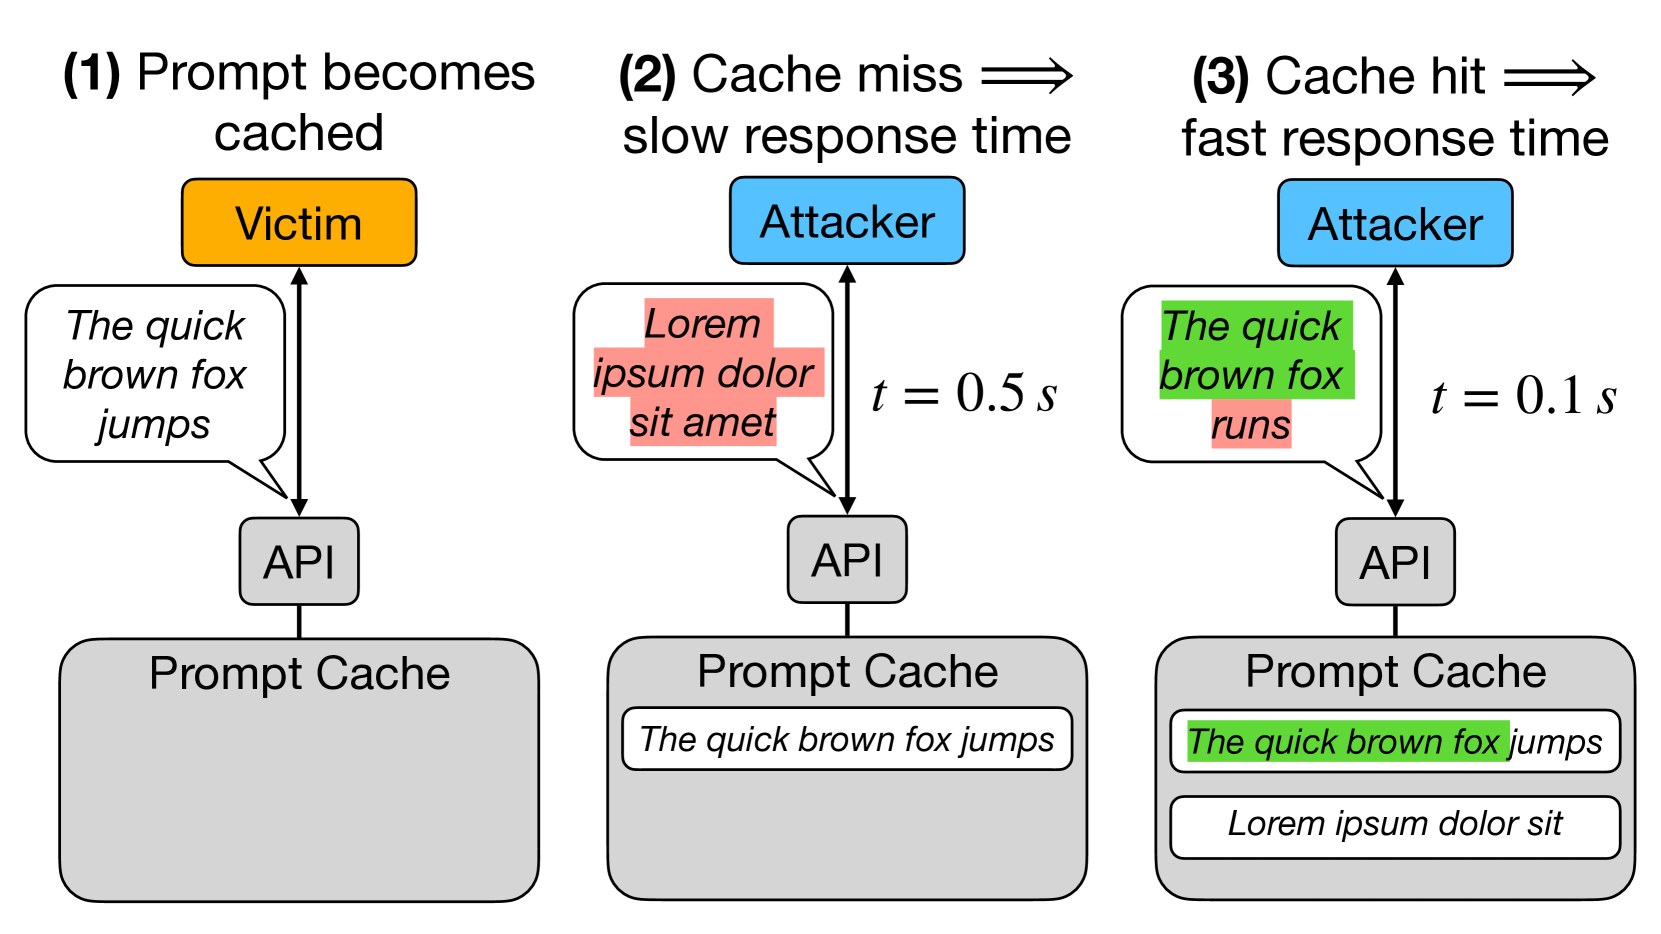 (1) Prompt becomes
cached
Victim
The quick
brown fox
jumps
API
Prompt Cache
(2) Cache miss ⟹
slow response time
Attacker
Lorem
ipsum dolor
sit amet
t = 0.5 s
API
Prompt Cache
The quick brown fox jumps
(3) Cache hit ⟹
fast response time
Attacker
The quick
brown fox
runs
t = 0.1 s
API
Prompt Cache
The quick brown fox jumps
Lorem ipsum dolor sit